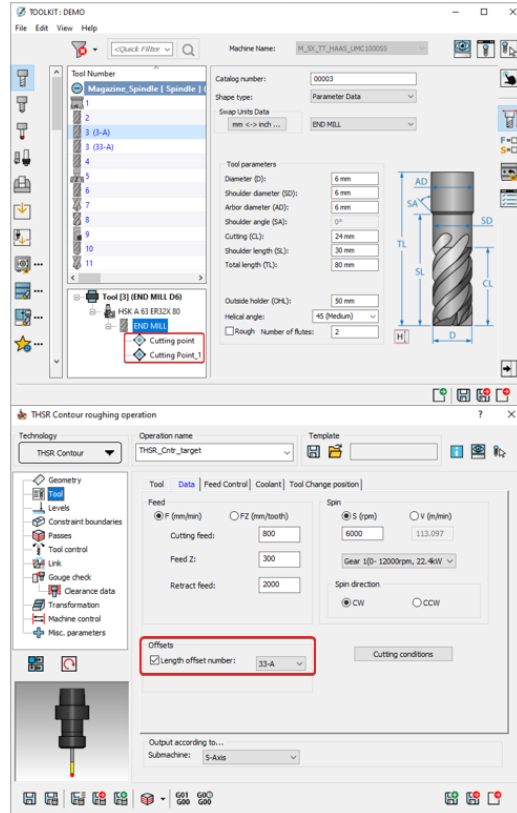 TOOLKIT: DEMO
File Edit View Help
<Quick Filter
Machine Name: M_5X_TT_HAAS_UMC1000SS
Tool Number
Magazine_Spindle [ Spindle ] (
1
2
3 (3-A)
3 (33-A)
4
5
6
7
8
9
10
11
Tool [3] (END MILL D6)
HSK A 63 ER32X 80
END MILL
Cutting point
Cutting Point_1
Catalog number: 00003
Shape type: Parameter Data
Swap Units Data
mm <-> inch ... END MILL
Tool parameters
Diameter (D): 6 mm
Shoulder diameter (SD): 6 mm
Arbor diameter (AD): 6 mm
Shoulder angle (SA): 0°
Cutting (CL): 24 mm
Shoulder length (SL): 30 mm
Total length (TL): 80 mm
Outside holder (OHL): 50 mm
Helical angle: 45 (Medium)
Rough Number of flutes: 2
AD
SA
SD
TL
SL
CL
H
D
F=
S=
THSR Contour roughing operation
Technology
THSR Contour
Operation name
THSR_Cntr_target
Template
Geometry
Tool
Levels
Constraint boundaries
Passes
Tool control
Link
Gouge check
Clearance data
Transformation
Machine control
Misc. parameters
Tool Data Feed Control Coolant Tool Change position
Feed
F (mm/min) FZ (mm/tooth)
Cutting feed: 800
Feed Z: 300
Retract feed: 2000
Spin
S (rpm) V (m/min)
6000 113.097
Gear 1(0- 12000rpm, 22.4kW
Spin direction
CW CCW
Offsets
Length offset number: 33-A
Cutting conditions
Output according to...
Submachine: 5-Axis
G01 G00
G00 G00